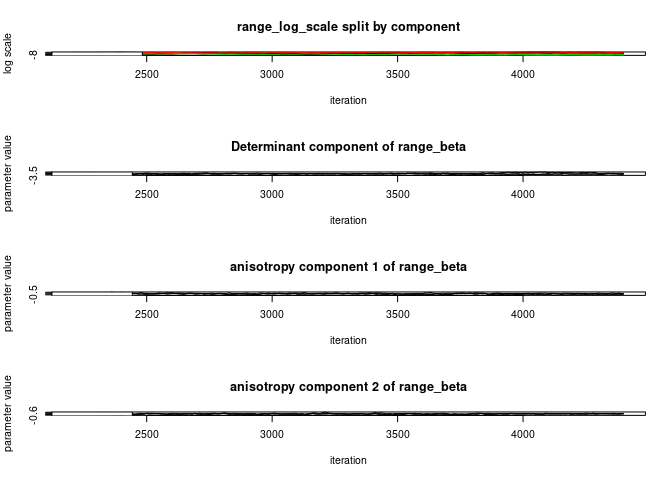 range_log_scale split by component
log scale
-8
2500 3000 3500 4000
iteration
Determinant component of range_beta
parameter value
-3.5
2500 3000 3500 4000
iteration
anisotropy component 1 of range_beta
parameter value
-0.5
2500 3000 3500 4000
iteration
anisotropy component 2 of range_beta
parameter value
-0.6
2500 3000 3500 4000
iteration